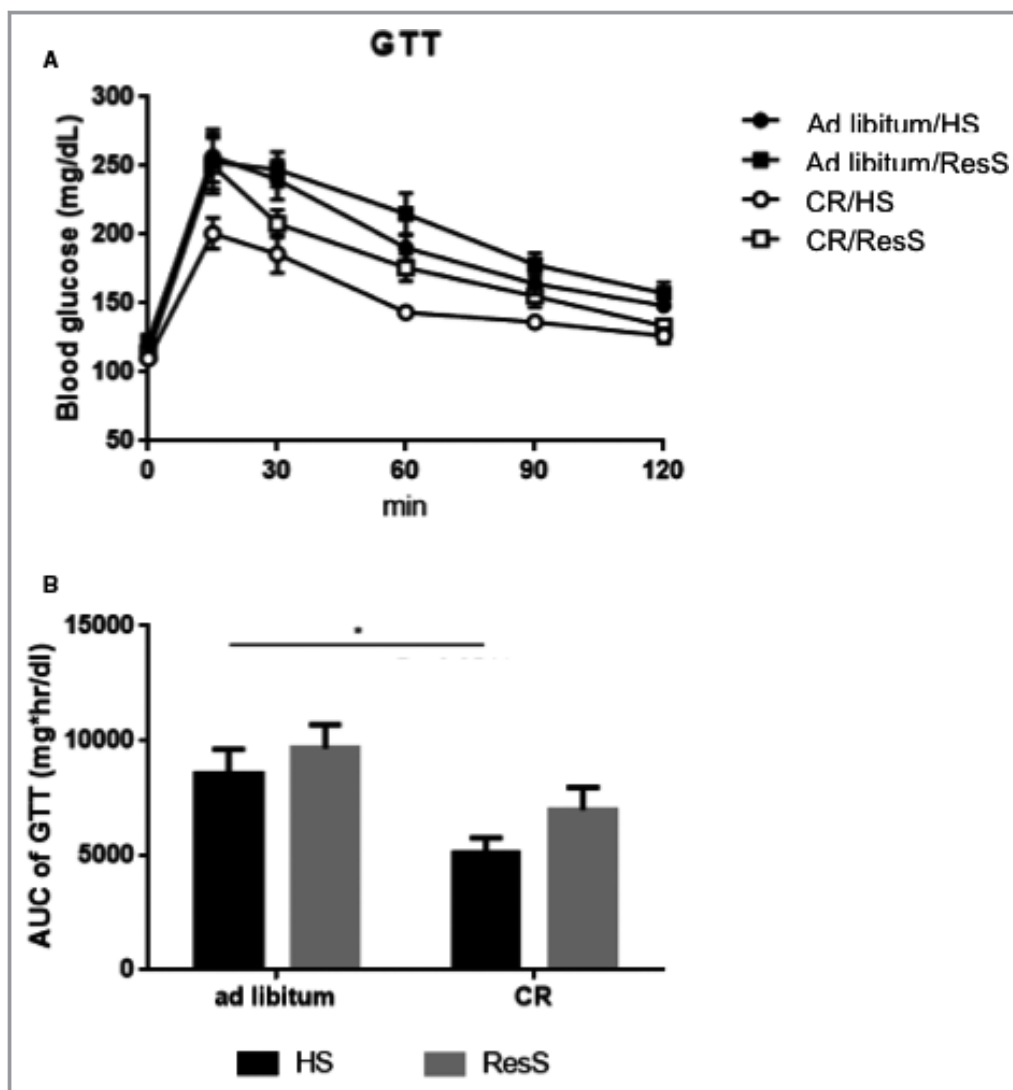 A
GTT
300
250
200
150
100
50
Blood glucose (mg/dL)
0
30
60
90
120
min
Ad libitum/HS
Ad libitum/ResS
CR/HS
CR/ResS
B
15000
10000
5000
0
AUC of GTT (mg*hr/dl)
*
ad libitum
CR
HS
ResS